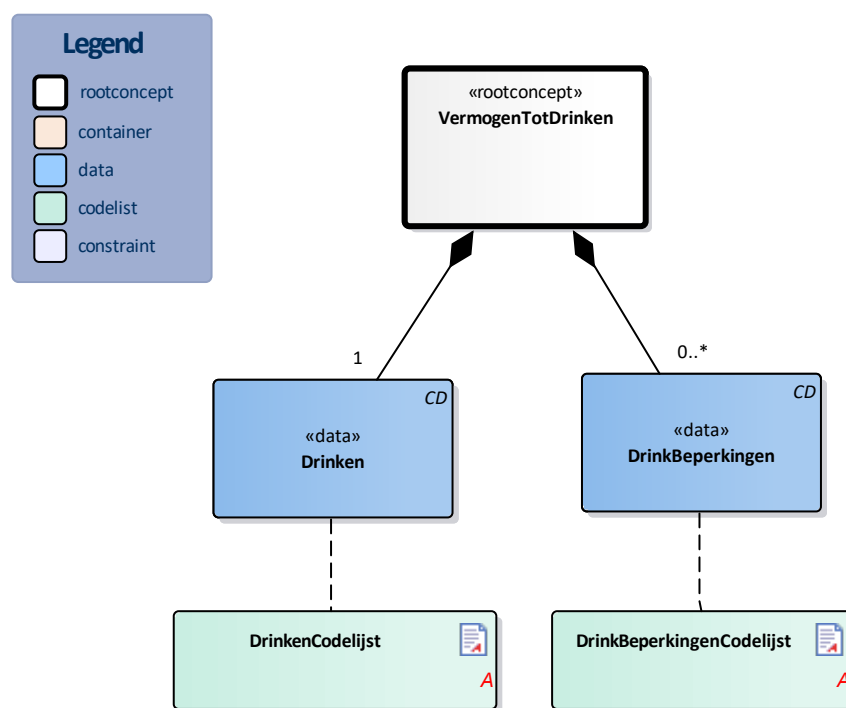 Legend
rootconcept
container
data
codelist
constraint
«rootconcept»
VermogenTotDrinken
1
0..*
CD
«data»
Drinken
CD
«data»
DrinkBeperkingen
DrinkenCodelijst
A
DrinkBeperkingenCodelijst
A